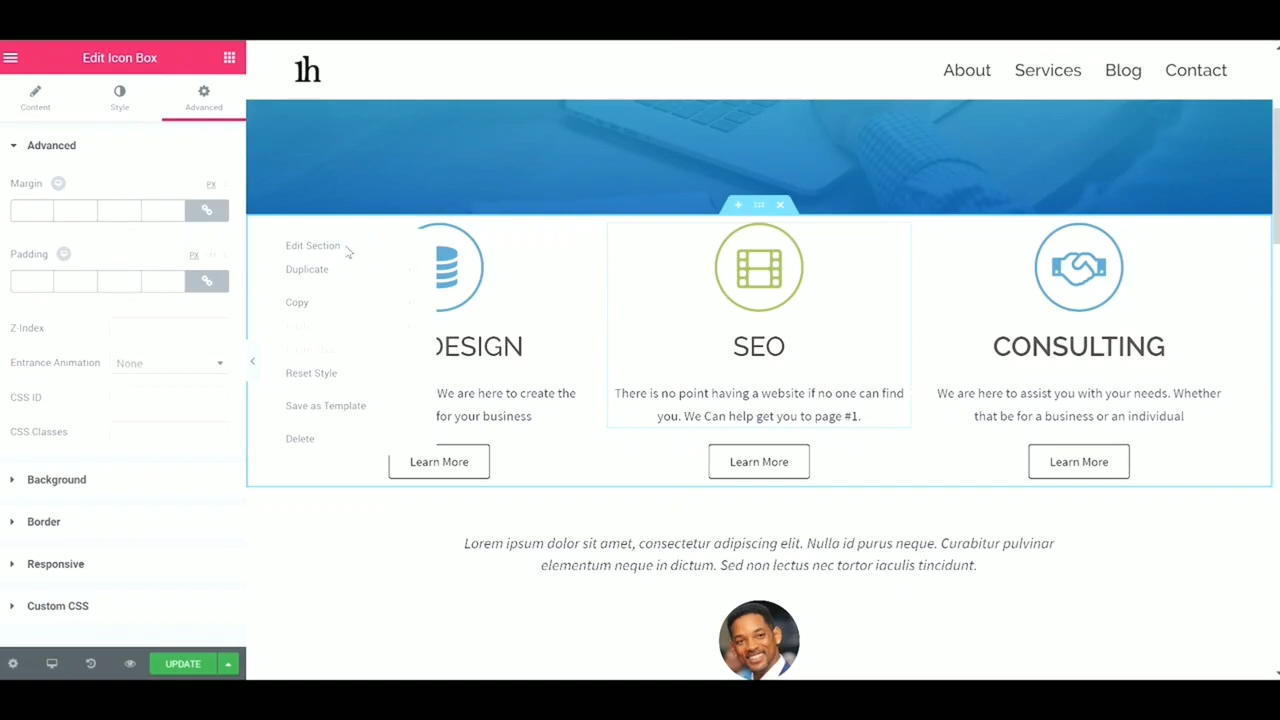 Edit Icon Box
Content
Style
Advanced
Advanced
Margin
PX
Padding
PX
Z-Index
Entrance Animation
None
CSS ID
CSS Classes
Background
Border
Responsive
Custom CSS
UPDATE
1h
About
Services
Blog
Contact
Edit Section
Duplicate
Copy
Reset Style
Save as Template
Delete
DESIGN
We are here to create the
for your business
Learn More
SEO
There is no point having a website if no one can find
you. We Can help get you to page #1.
Learn More
CONSULTING
We are here to assist you with your needs. Whether
that be for a business or an individual
Learn More
Lorem ipsum dolor sit amet, consectetur adipiscing elit. Nulla id purus neque. Curabitur pulvinar
elementum neque in dictum. Sed non lectus nec tortor iaculis tincidunt.